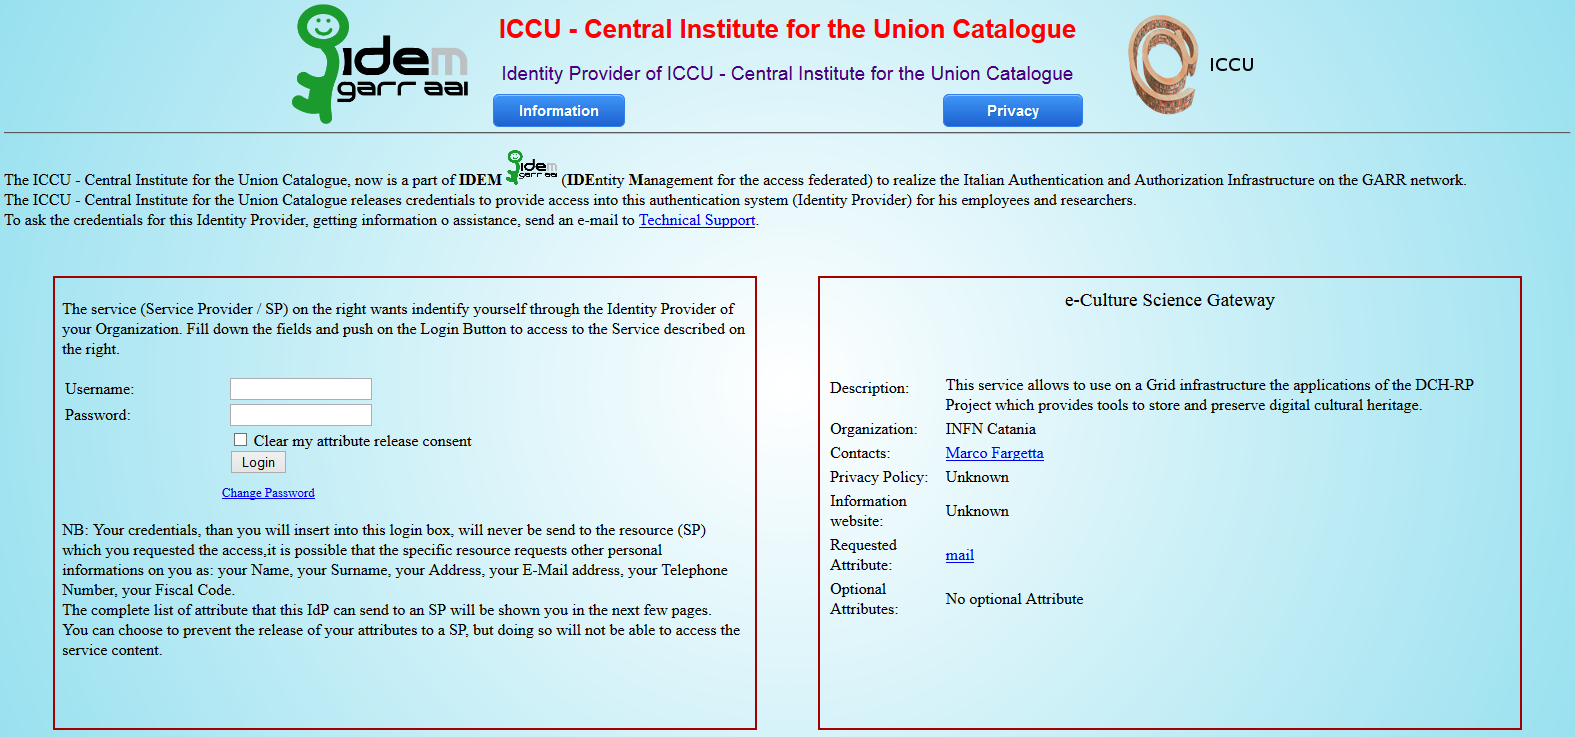 idem
garr aai
ICCU - Central Institute for the Union Catalogue
Identity Provider of ICCU - Central Institute for the Union Catalogue
Information
Privacy
ICCU
The ICCU - Central Institute for the Union Catalogue, now is a part of IDEM idem garr aai (IDEntity Management for the access federated) to realize the Italian Authentication and Authorization Infrastructure on the GARR network.
The ICCU - Central Institute for the Union Catalogue releases credentials to provide access into this authentication system (Identity Provider) for his employees and researchers.
To ask the credentials for this Identity Provider, getting information o assistance, send an e-mail to Technical Support.
The service (Service Provider / SP) on the right wants indentify yourself through the Identity Provider of
your Organization. Fill down the fields and push on the Login Button to access to the Service described on
the right.
Username:
Password:
Clear my attribute release consent
Login
Change Password
NB: Your credentials, than you will insert into this login box, will never be send to the resource (SP)
which you requested the access,it is possible that the specific resource requests other personal
informations on you as: your Name, your Surname, your Address, your E-Mail address, your Telephone
Number, your Fiscal Code.
The complete list of attribute that this IdP can send to an SP will be shown you in the next few pages.
You can choose to prevent the release of your attributes to a SP, but doing so will not be able to access the
service content.
e-Culture Science Gateway
Description: This service allows to use on a Grid infrastructure the applications of the DCH-RP
Project which provides tools to store and preserve digital cultural heritage.
Organization: INFN Catania
Contacts: Marco Fargetta
Privacy Policy: Unknown
Information
website: Unknown
Requested
Attribute: mail
Optional
Attributes: No optional Attribute